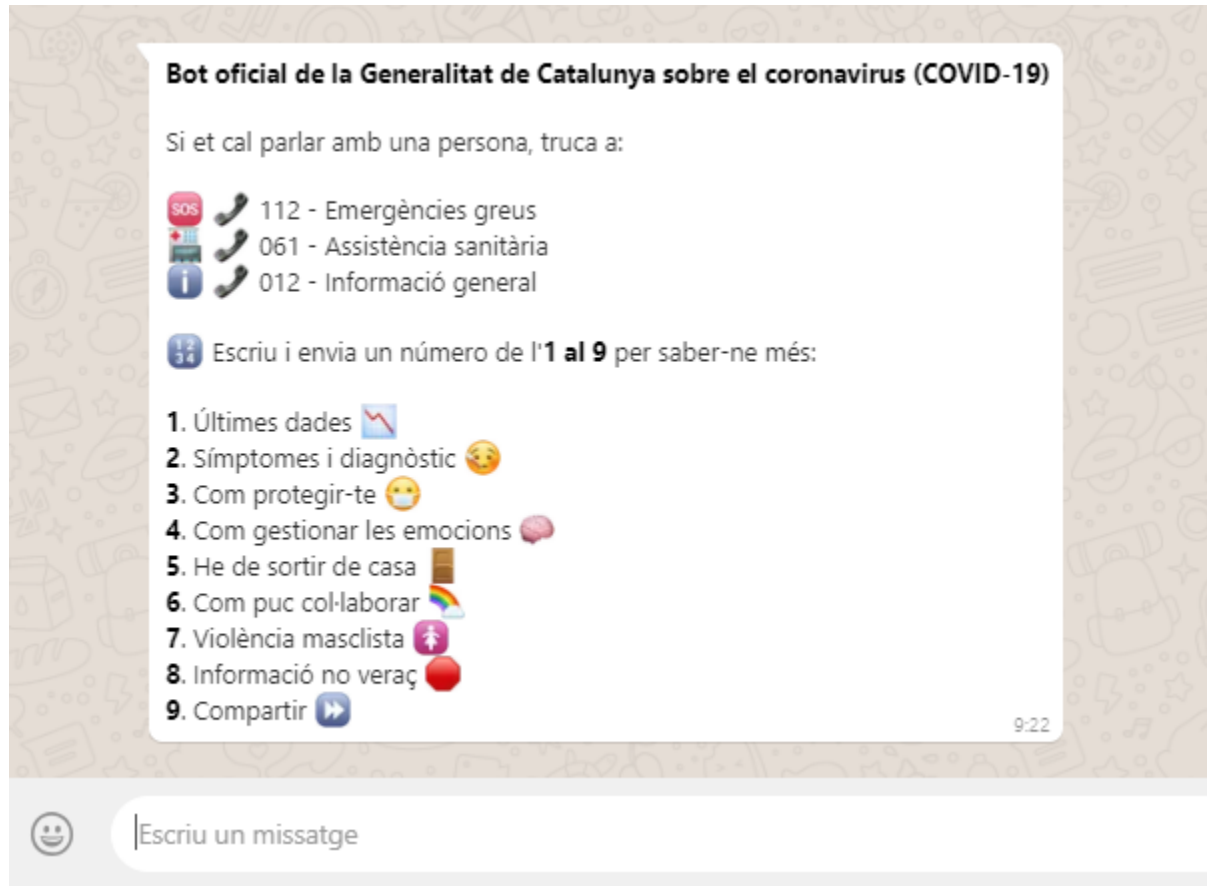 Bot oficial de la Generalitat de Catalunya sobre el coronavirus (COVID-19)
Si et cal parlar amb una persona, truca a:
🆘 📞 112 - Emergències greus
🏥 📞 061 - Assistència sanitària
ℹ️ 📞 012 - Informació general
🔢 Escriu i envia un número de l'1 al 9 per saber-ne més:
1. Últimes dades 📉
2. Símptomes i diagnòstic 🤒
3. Com protegir-te 😷
4. Com gestionar les emocions 🧠
5. He de sortir de casa 🚪
6. Com puc col·laborar 🌈
7. Violència masclista 🚺
8. Informació no veraç 🛑
9. Compartir ⏩
9:22
Escriu un missatge